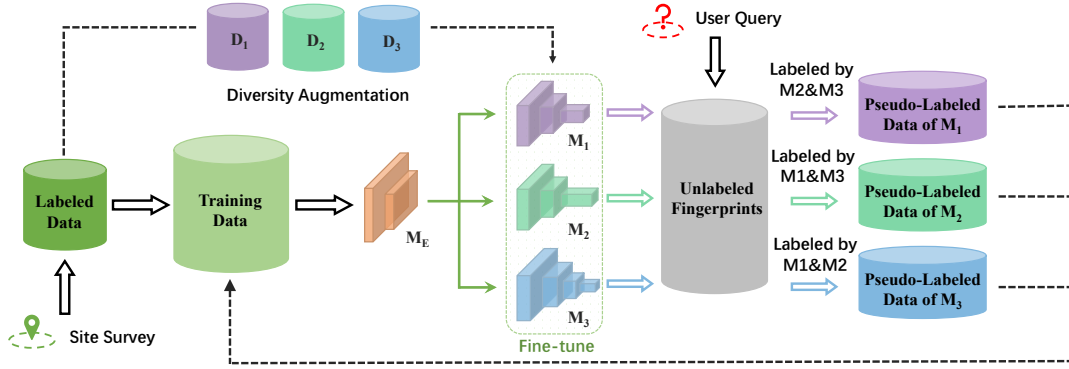 D1
D2
D3
Diversity Augmentation
?
User Query
Labeled
Data
Training
Data
ME
M1
M2
M3
Unlabeled
Fingerprints
Labeled by
M2&M3
Pseudo-Labeled
Data of M1
Labeled by
M1&M3
Pseudo-Labeled
Data of M2
Labeled by
M1&M2
Pseudo-Labeled
Data of M3
Site Survey
Fine-tune